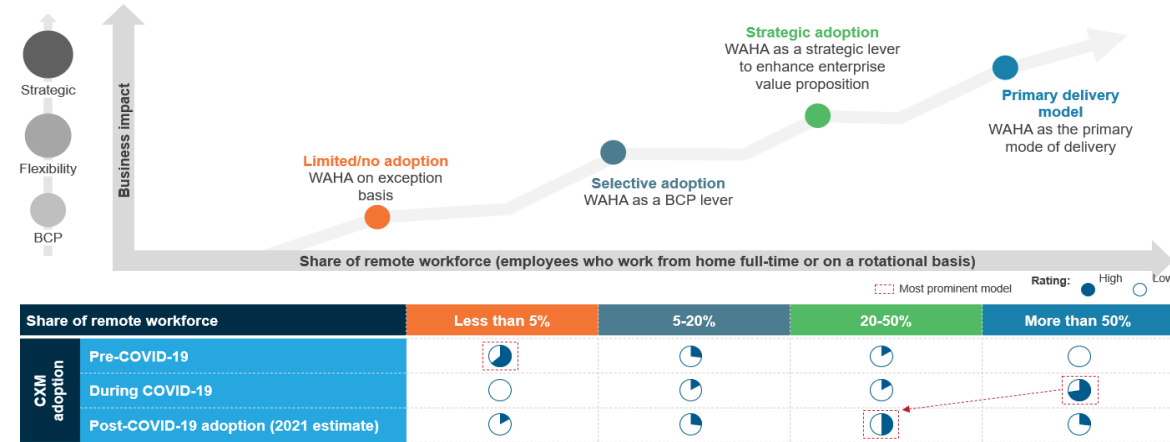 Strategic
Flexibility
BCP
Business impact
Limited/no adoption
WAHA on exception
basis
Selective adoption
WAHA as a BCP lever
Strategic adoption
WAHA as a strategic lever
to enhance enterprise
value proposition
Primary delivery
model
WAHA as the primary
mode of delivery
Share of remote workforce (employees who work from home full-time or on a rotational basis)
Most prominent model Rating: High Low
Share of remote workforce Less than 5% 5-20% 20-50% More than 50%
CXM
adoption
Pre-COVID-19
During COVID-19
Post-COVID-19 adoption (2021 estimate)